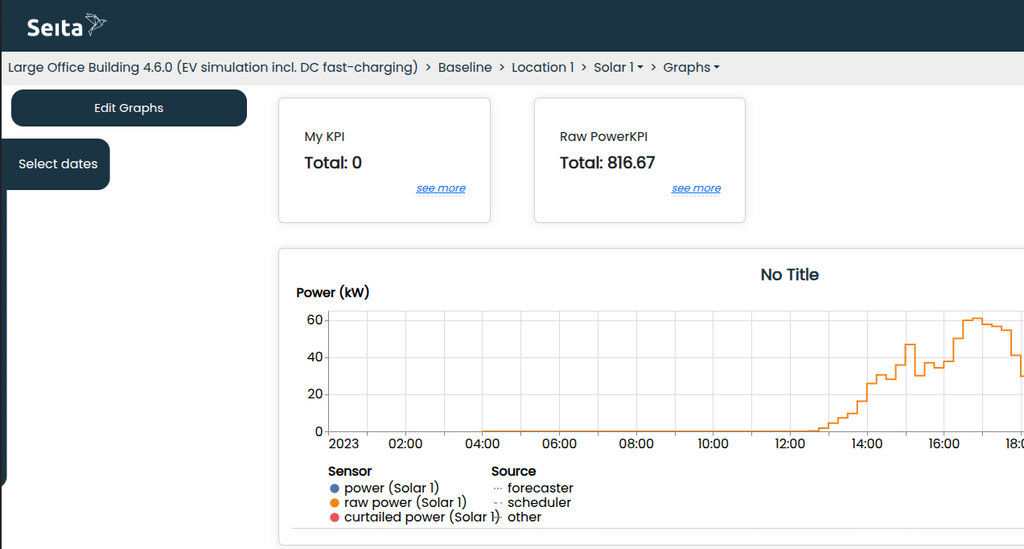 Seita
Large Office Building 4.6.0 (EV simulation incl. DC fast-charging) > Baseline > Location 1 > Solar 1 > Graphs
Edit Graphs
Select dates
My KPI
Total: 0
see more
Raw PowerKPI
Total: 816.67
see more
No Title
Power (kW)
60
40
20
0
2023 02:00 04:00 06:00 08:00 10:00 12:00 14:00 16:00 18:0
Sensor Source
power (Solar 1) forecaster
raw power (Solar 1) scheduler
curtailed power (Solar 1) other